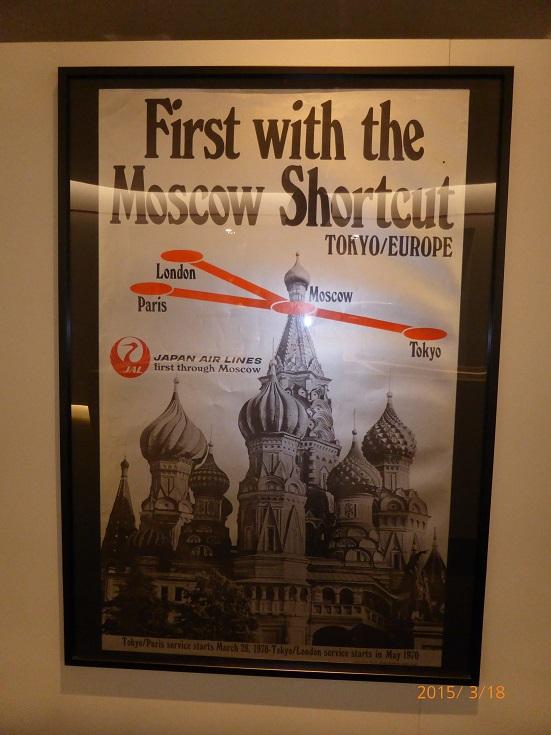 First with the
Moscow Shortcut
TOKYO/EUROPE
London
Paris
Moscow
Tokyo
JAL
JAPAN AIR LINES
first through Moscow
Tokyo/Paris service starts March 28, 1970-Tokyo/London service starts in May 1970
2015/ 3/18